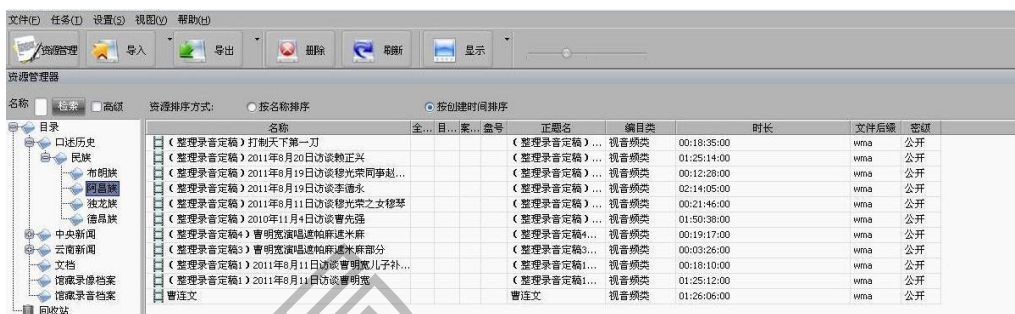 文件(F) 任务(T) 设置(S) 视图(V) 帮助(H)
资源管理 导入 导出 删除 刷新 显示
资源管理器
名称 检索 高级 资源排序方式: 按名称排序 按创建时间排序
目录
口述历史
民族
布朗族
阿昌族
独龙族
德昂族
中央新闻
云南新闻
文档
馆藏录像档案
馆藏录音档案
回收站
名称 全... 目... 案... 盘号 正题名 编目类 时长 文件后缀 密级
(整理录音定稿)打制天下第一刀 (整理录音定稿)... 视音频类 00:18:35:00 wma 公开
(整理录音定稿)2011年8月20日访谈赖正兴 (整理录音定稿)... 视音频类 01:25:14:00 wma 公开
(整理录音定稿)2011年8月19日访谈穆光荣同事赵... (整理录音定稿)... 视音频类 00:12:28:00 wma 公开
(整理录音定稿)2011年8月19日访谈李德永 (整理录音定稿)... 视音频类 02:14:05:00 wma 公开
(整理录音定稿)2011年8月11日访谈穆光荣之女穆琴 (整理录音定稿)... 视音频类 00:21:46:00 wma 公开
(整理录音定稿)2010年11月4日访谈曹先强 (整理录音定稿)... 视音频类 01:50:38:00 wma 公开
(整理录音定稿4)曹明宽演唱遮帕麻遮米麻 (整理录音定稿4... 视音频类 00:19:17:00 wma 公开
(整理录音定稿3)曹明宽演唱遮帕麻遮米麻部分 (整理录音定稿3... 视音频类 00:03:26:00 wma 公开
(整理录音定稿1)2011年8月11日访谈曹明宽儿子补... (整理录音定稿1... 视音频类 00:18:10:00 wma 公开
(整理录音定稿1)2011年8月11日访谈曹明宽 (整理录音定稿1... 视音频类 01:25:12:00 wma 公开
曹连文 曹连文 视音频类 01:26:06:00 wma 公开